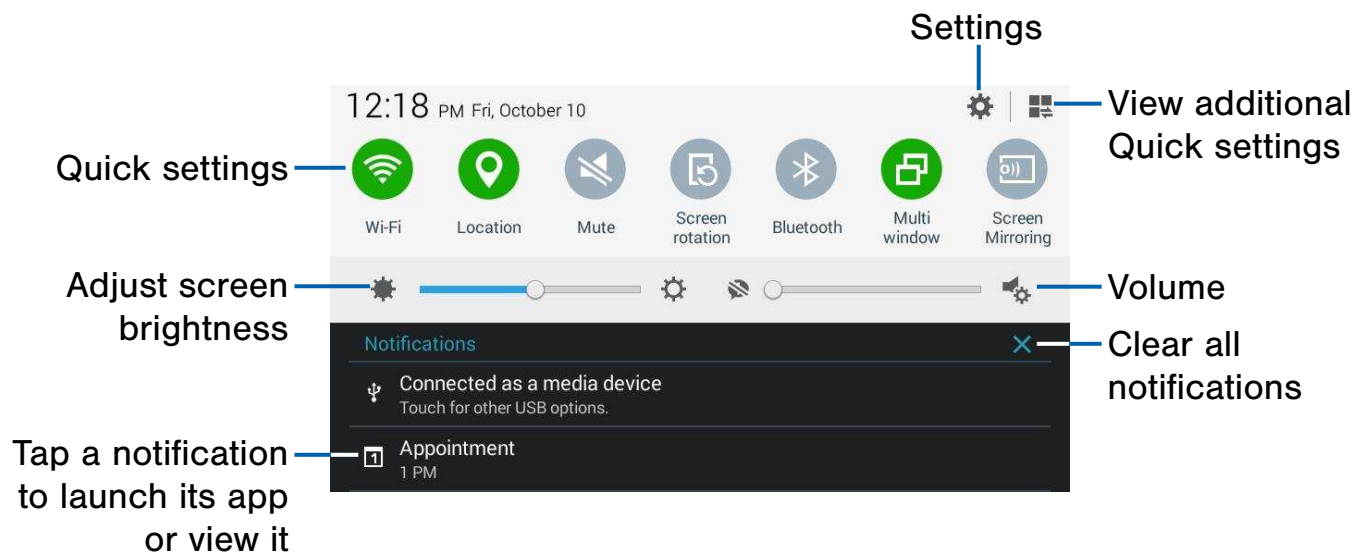 Settings
12:18 PM Fri, October 10
View additional
Quick settings
Quick settings
Wi-Fi
Location
Mute
Screen
rotation
Bluetooth
Multi
window
Screen
Mirroring
Adjust screen
brightness
Volume
Notifications
Clear all
notifications
Connected as a media device
Touch for other USB options.
Tap a notification
to launch its app
or view it
1
Appointment
1 PM